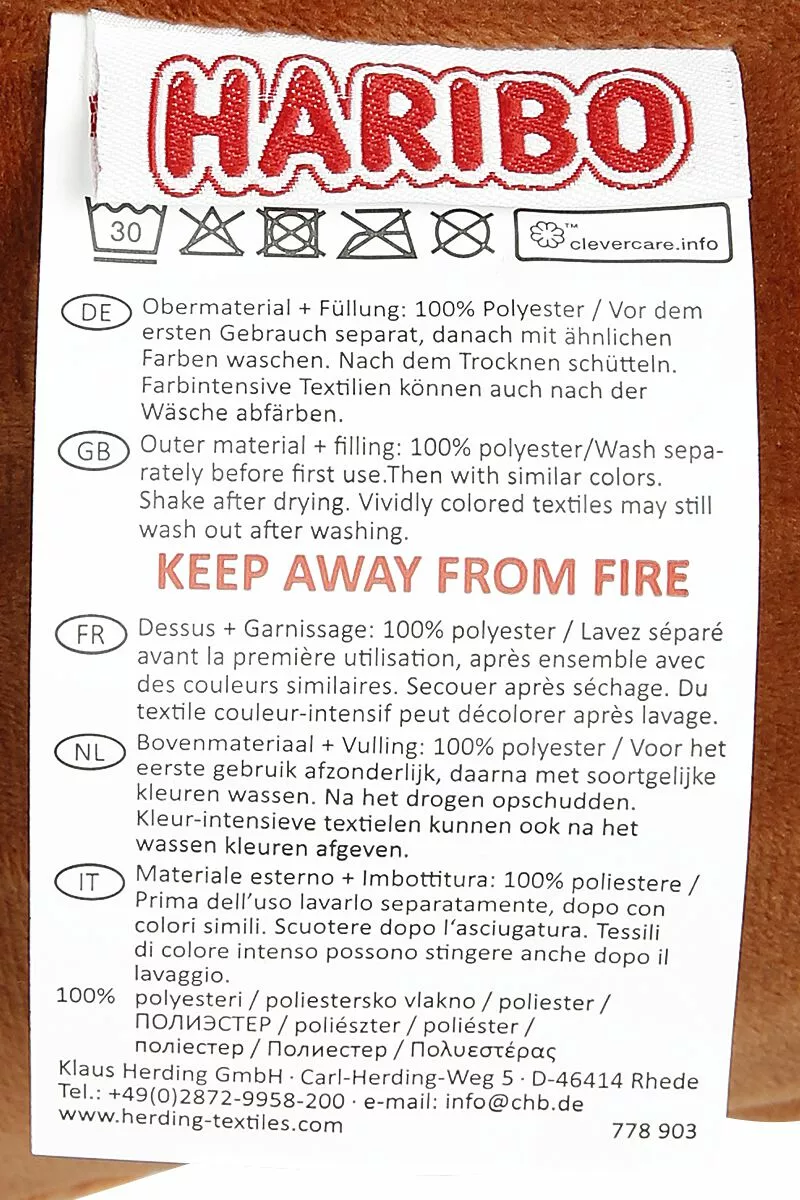 HARIBO
30
™
clevercare.info
DE Obermaterial + Füllung: 100% Polyester / Vor dem
ersten Gebrauch separat, danach mit ähnlichen
Farben waschen. Nach dem Trocknen schütteln.
Farbintensive Textilien können auch nach der
Wäsche abfärben.
GB Outer material + filling: 100% polyester/Wash sepa-
rately before first use.Then with similar colors.
Shake after drying. Vividly colored textiles may still
wash out after washing.
KEEP AWAY FROM FIRE
FR Dessus + Garnissage: 100% polyester / Lavez séparé
avant la première utilisation, après ensemble avec
des couleurs similaires. Secouer après séchage. Du
textile couleur-intensif peut décolorer après lavage.
NL Bovenmateriaal + Vulling: 100% polyester / Voor het
eerste gebruik afzonderlijk, daarna met soortgelijke
kleuren wassen. Na het drogen opschudden.
Kleur-intensieve textielen kunnen ook na het
wassen kleuren afgeven.
IT Materiale esterno + Imbottitura: 100% poliestere /
Prima dell’uso lavarlo separatamente, dopo con
colori simili. Scuotere dopo l‘asciugatura. Tessili
di colore intenso possono stingere anche dopo il
lavaggio.
100% polyesteri / poliestersko vlakno / poliester /
ПОЛИЭСТЕР / poliészter / poliéster /
поліестер / Полиестер / Πολυεστέρας
Klaus Herding GmbH · Carl-Herding-Weg 5 · D-46414 Rhede
Tel.: +49(0)2872-9958-200 · e-mail: info@chb.de
www.herding-textiles.com
778 903